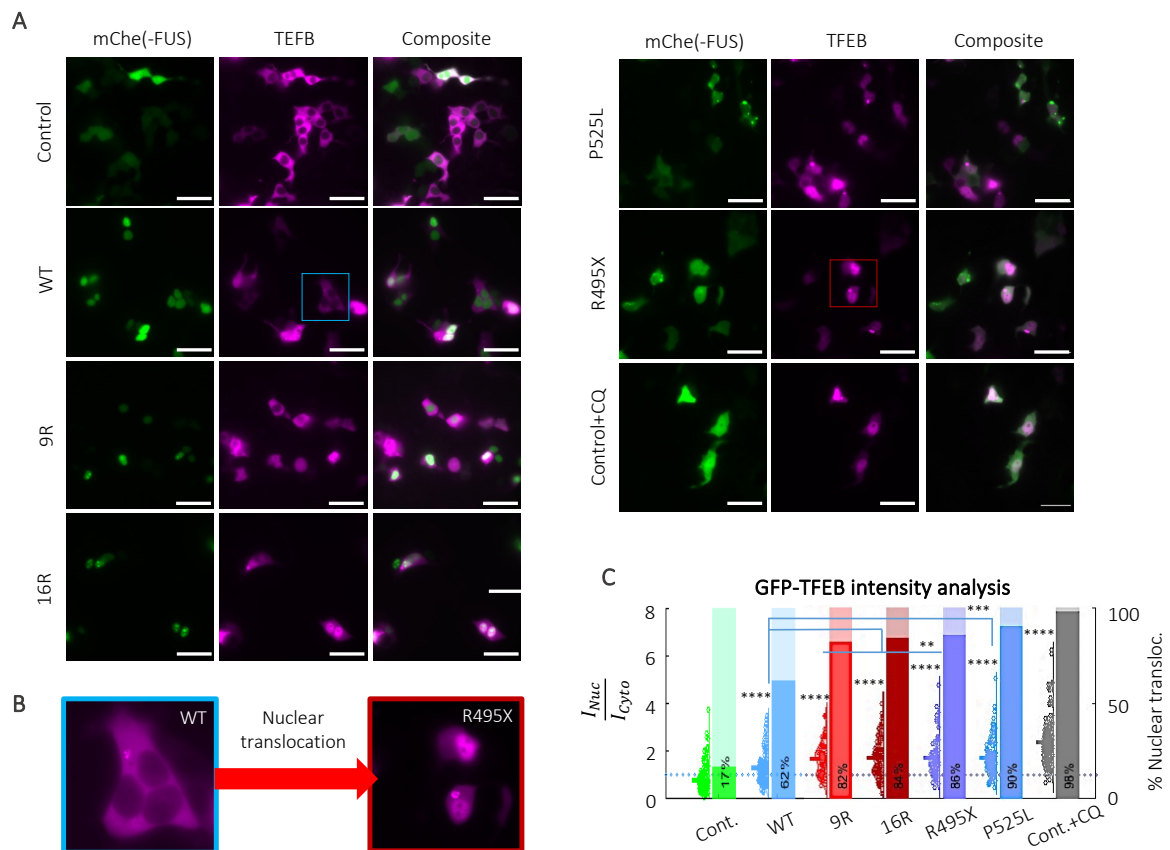 A
mChe(-FUS) TEFB Composite
Control
WT
9R
16R
mChe(-FUS) TFEB Composite
P525L
R495X
Control+CQ
B
WT
Nuclear
translocation
R495X
C
GFP-TFEB intensity analysis
I_Nuc
I_Cyto
8
6
4
2
0
100
50
0
% Nuclear transloc.
**** **** **** **** **** ****
** ***
17% 62% 82% 84% 86% 90% 98%
Cont. WT 9R 16R R495X P525L Cont.+CQ